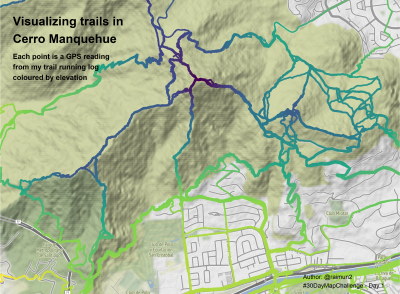 Visualizing trails in
Cerro Manquehue
Each point is a GPS reading
from my trail running log
coloured by elevation
Author: @raimun2
#30DayMapChallenge - Day 1